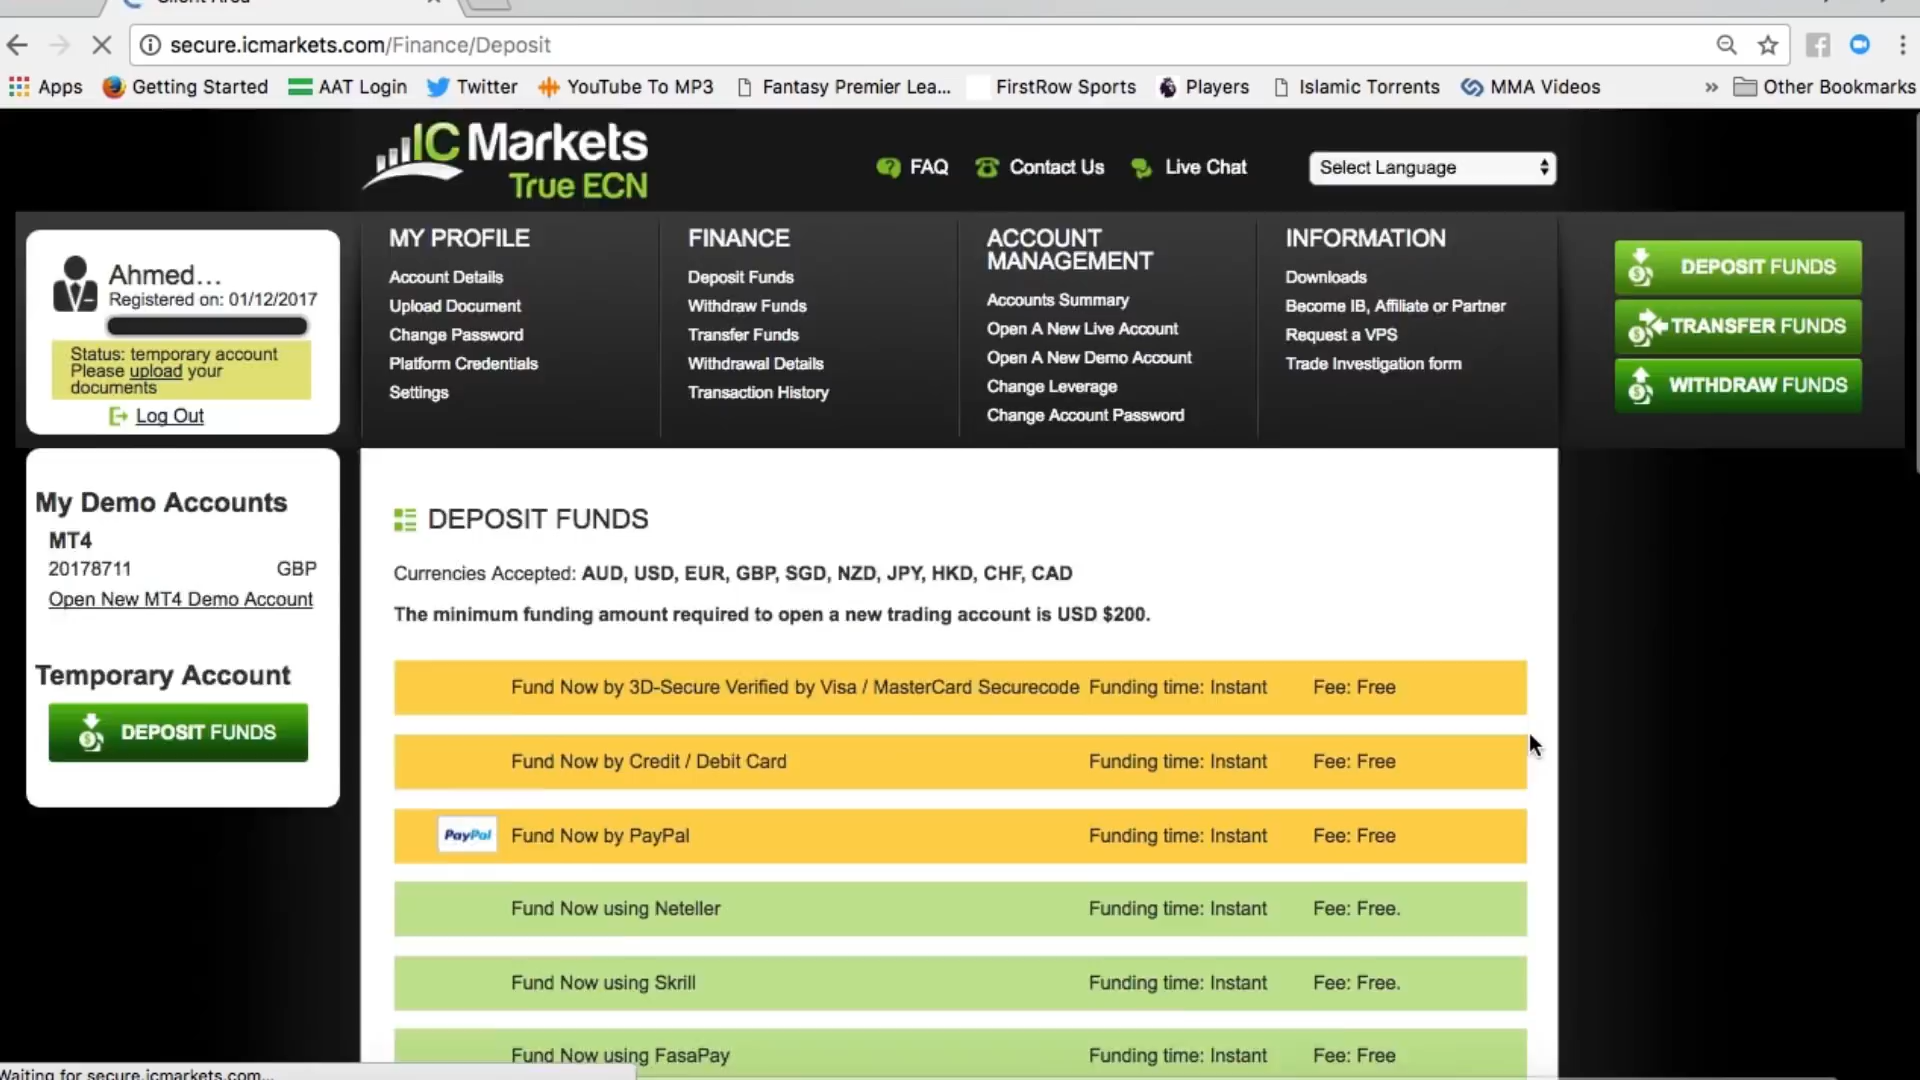 Client Area
secure.icmarkets.com/Finance/Deposit
Apps Getting Started AAT Login Twitter YouTube To MP3 Fantasy Premier Lea... FirstRow Sports Players Islamic Torrents MMA Videos » Other Bookmarks
IC Markets
True ECN
FAQ Contact Us Live Chat Select Language
Ahmed...
Registered on: 01/12/2017
Status: temporary account
Please upload your
documents
Log Out
MY PROFILE
Account Details
Upload Document
Change Password
Platform Credentials
Settings
FINANCE
Deposit Funds
Withdraw Funds
Transfer Funds
Withdrawal Details
Transaction History
ACCOUNT
MANAGEMENT
Accounts Summary
Open A New Live Account
Open A New Demo Account
Change Leverage
Change Account Password
INFORMATION
Downloads
Become IB, Affiliate or Partner
Request a VPS
Trade Investigation form
DEPOSIT FUNDS
TRANSFER FUNDS
WITHDRAW FUNDS
My Demo Accounts
MT4
20178711 GBP
Open New MT4 Demo Account
Temporary Account
DEPOSIT FUNDS
DEPOSIT FUNDS
Currencies Accepted: AUD, USD, EUR, GBP, SGD, NZD, JPY, HKD, CHF, CAD
The minimum funding amount required to open a new trading account is USD $200.
Fund Now by 3D-Secure Verified by Visa / MasterCard Securecode Funding time: Instant Fee: Free
Fund Now by Credit / Debit Card Funding time: Instant Fee: Free
PayPal Fund Now by PayPal Funding time: Instant Fee: Free
Fund Now using Neteller Funding time: Instant Fee: Free.
Fund Now using Skrill Funding time: Instant Fee: Free.
Fund Now using FasaPay Funding time: Instant Fee: Free
Waiting for secure.icmarkets.com...